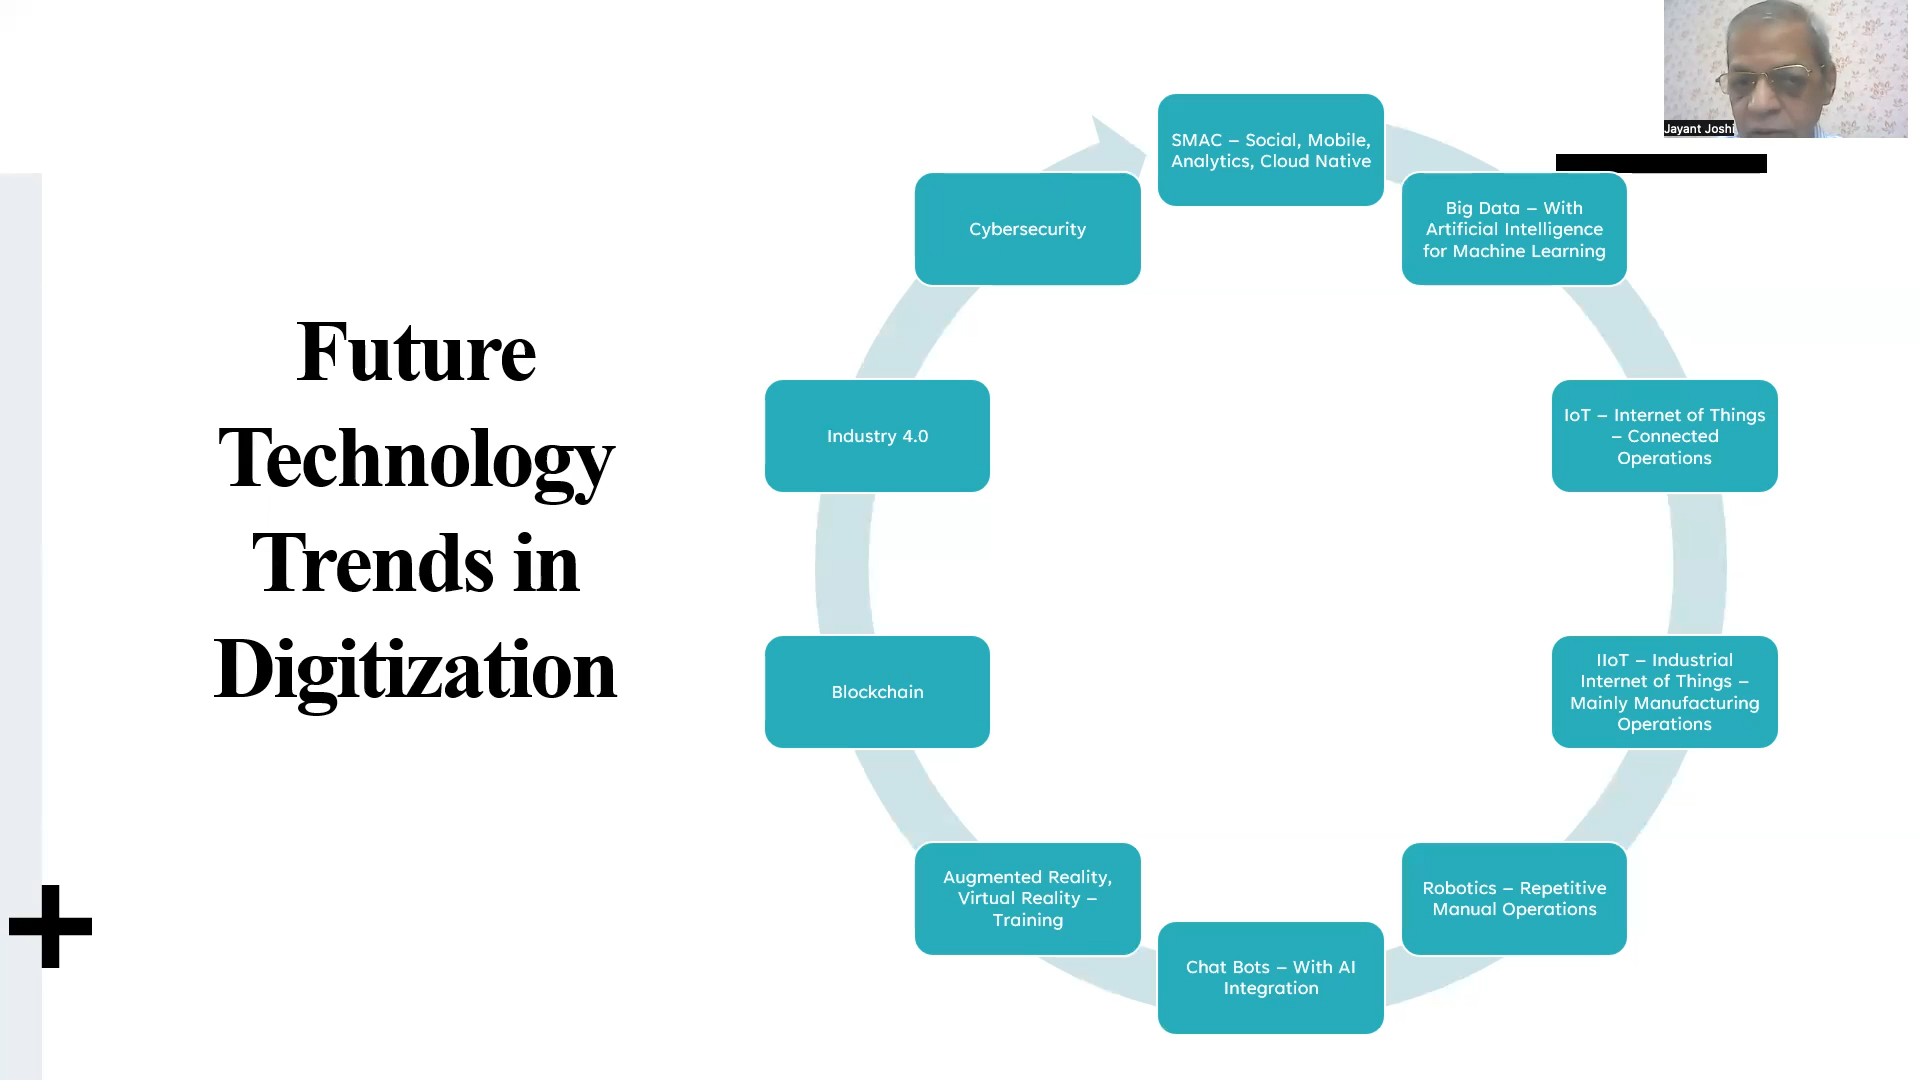 Future
Technology
Trends in
Digitization
SMAC – Social, Mobile,
Analytics, Cloud Native
Big Data – With
Artificial Intelligence
for Machine Learning
IoT – Internet of Things
– Connected
Operations
IIoT – Industrial
Internet of Things –
Mainly Manufacturing
Operations
Robotics – Repetitive
Manual Operations
Chat Bots – With AI
Integration
Augmented Reality,
Virtual Reality –
Training
Blockchain
Industry 4.0
Cybersecurity
Jayant Joshi